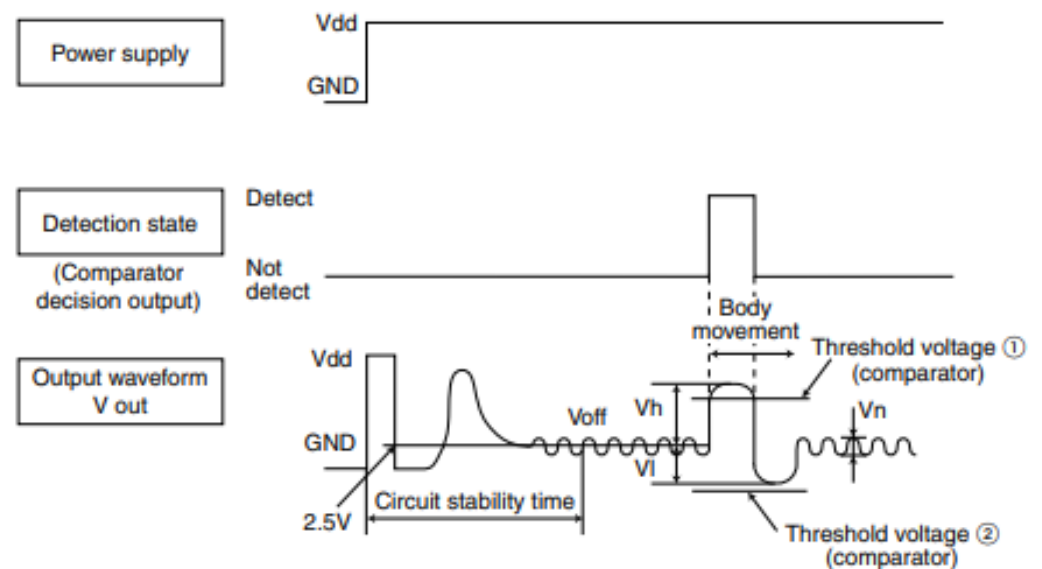 Power supply
Vdd
GND
Detection state
(Comparator
decision output)
Detect
Not
detect
Body
movement
Output waveform
V out
Vdd
GND
2.5V
Circuit stability time
Voff
Vh
Vl
Threshold voltage ①
(comparator)
Vn
Threshold voltage ②
(comparator)